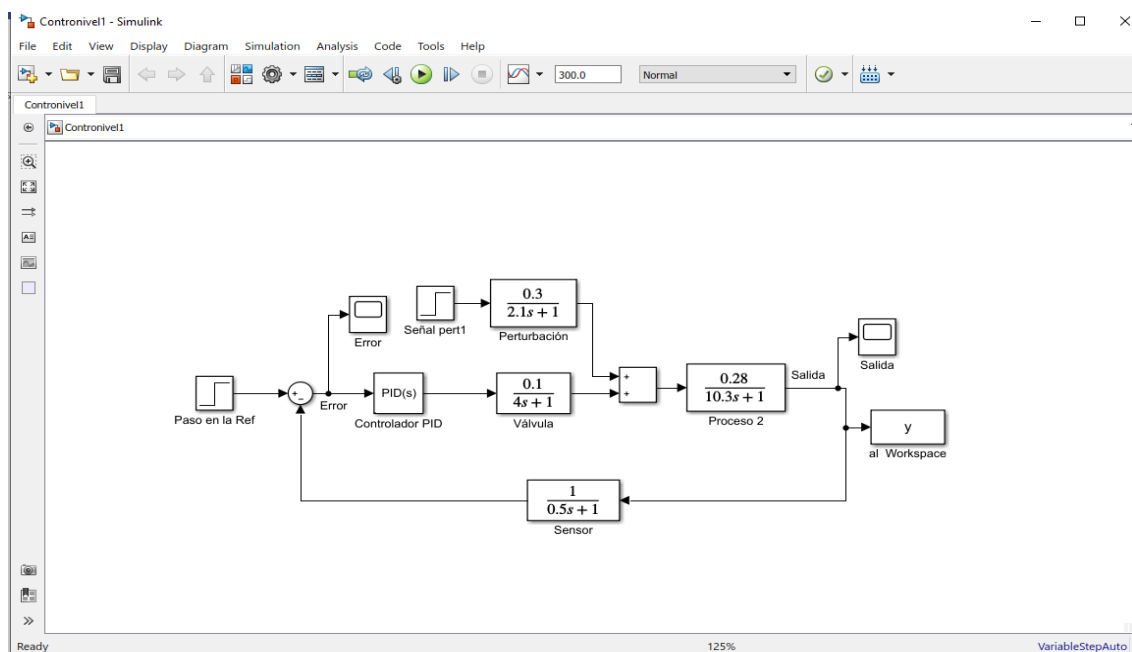 Contronivel1 - Simulink
File Edit View Display Diagram Simulation Analysis Code Tools Help
300.0
Normal
Contronivel1
Contronivel1
0.3
2.1s + 1
Señal pert1
Perturbación
Error
Salida
0.28
10.3s + 1
Salida
Proceso 2
+
+
Paso en la Ref
+
-
Error
PID(s)
Controlador PID
0.1
4s + 1
Válvula
y
al Workspace
1
0.5s + 1
Sensor
Ready
125%
VariableStepAuto